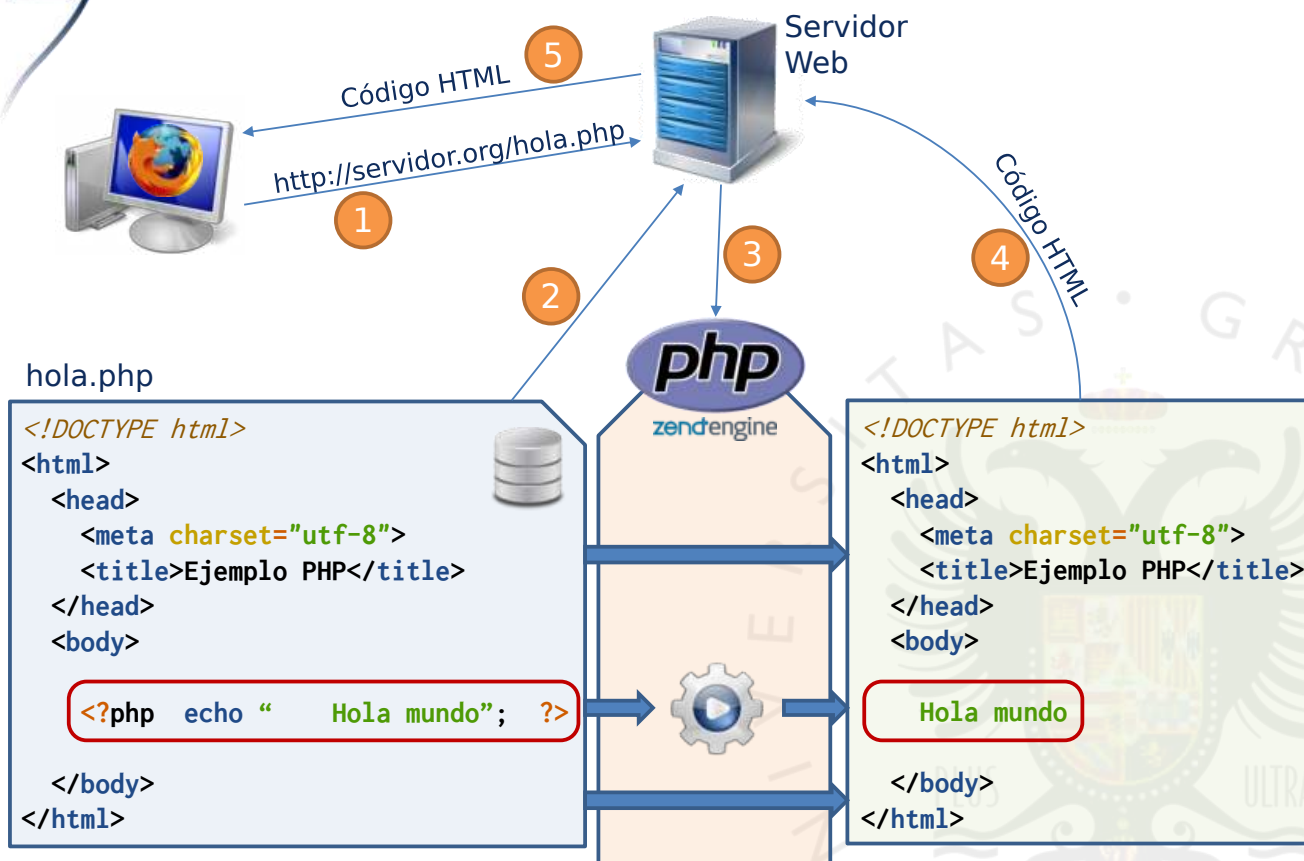 Servidor
Web
5
Código HTML
http://servidor.org/hola.php
1
2
3
4
Código HTML
php
zendengine
hola.php
<!DOCTYPE html>
<html>
  <head>
    <meta charset="utf-8">
    <title>Ejemplo PHP</title>
  </head>
  <body>
    <?php  echo “    Hola mundo”;  ?>
  </body>
</html>
<!DOCTYPE html>
<html>
  <head>
    <meta charset="utf-8">
    <title>Ejemplo PHP</title>
  </head>
  <body>
    Hola mundo
  </body>
</html>
PLUS ULTRA